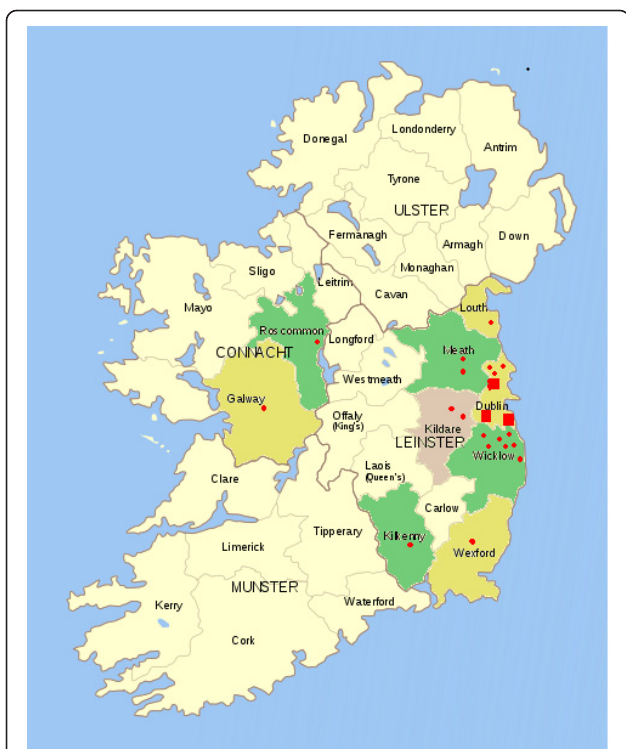 Donegal
Londonderry
Antrim
Tyrone
ULSTER
Fermanagh
Armagh
Down
Monaghan
Sligo
Leitrim
Cavan
Mayo
Louth
Roscommon
Longford
Meath
CONNACHT
Westmeath
Galway
Dublin
Offaly
(King's)
Kildare
LEINSTER
Wicklow
Laois
(Queen's)
Clare
Carlow
Tipperary
Kilkenny
Limerick
Wexford
MUNSTER
Waterford
Kerry
Cork